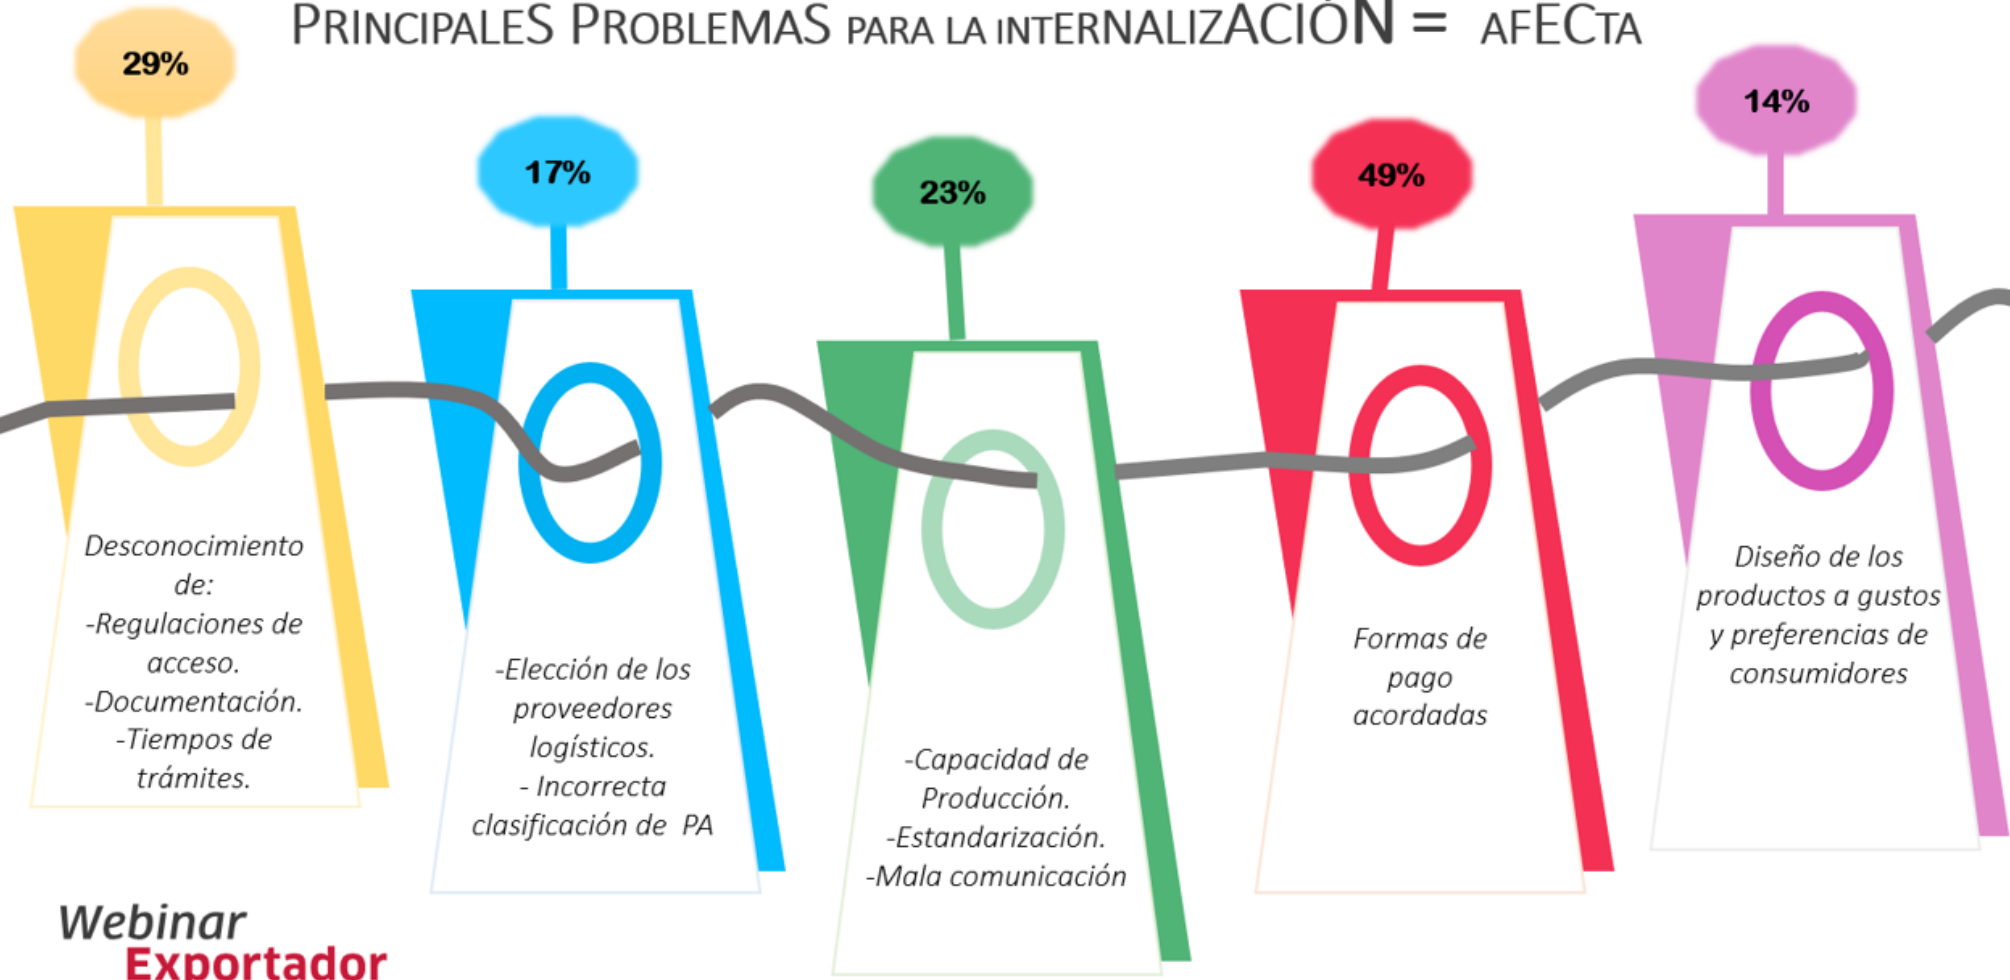 PRINCIPALES PROBLEMAS PARA LA INTERNALIZACIÓN = AFECTA
29%
Desconocimiento
de:
-Regulaciones de
acceso.
-Documentación.
-Tiempos de
trámites.
17%
-Elección de los
proveedores
logísticos.
- Incorrecta
clasificación de PA
23%
-Capacidad de
Producción.
-Estandarización.
-Mala comunicación
49%
Formas de
pago
acordadas
14%
Diseño de los
productos a gustos
y preferencias de
consumidores
Webinar
Exportador